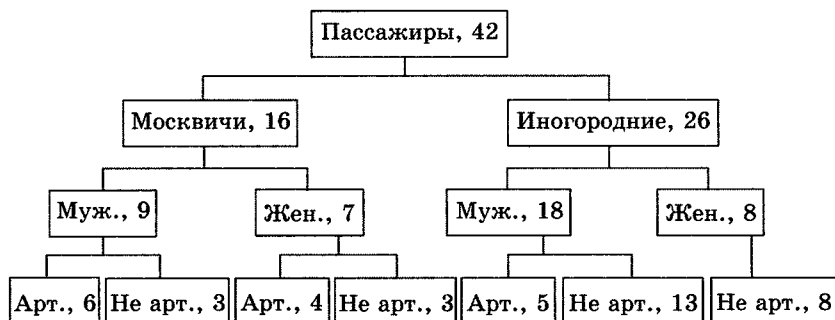 Пассажиры, 42
Москвичи, 16
Иногородние, 26
Муж., 9
Жен., 7
Муж., 18
Жен., 8
Арт., 6
Не арт., 3
Арт., 4
Не арт., 3
Арт., 5
Не арт., 13
Не арт., 8